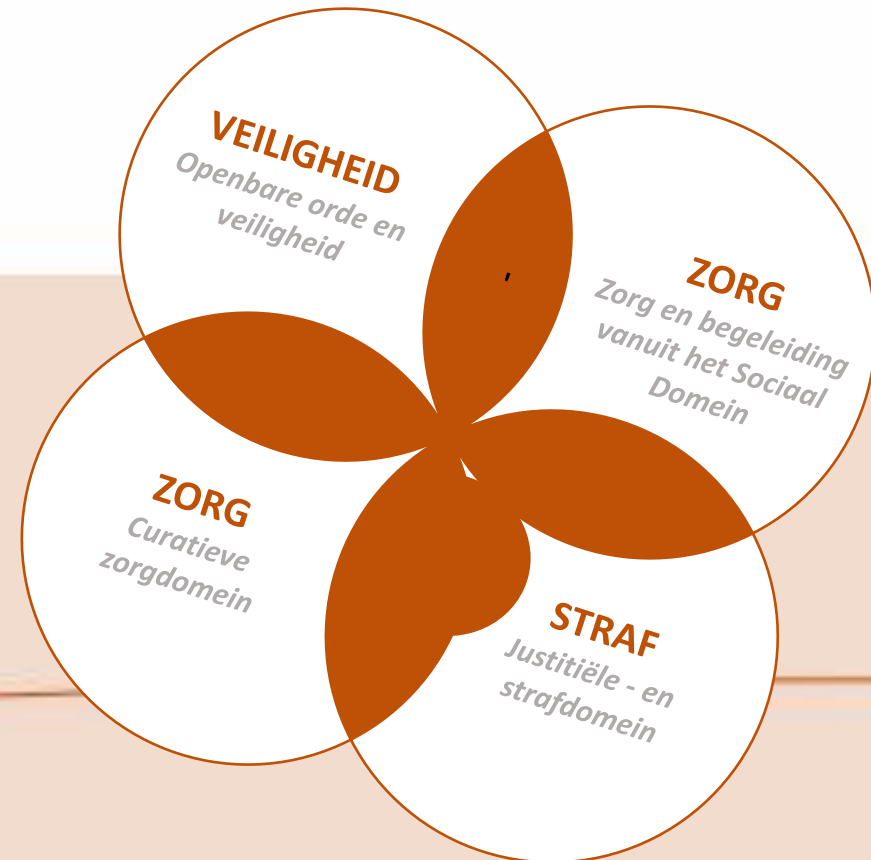 VEILIGHEID
Openbare orde en
veiligheid
ZORG
Zorg en begeleiding
vanuit het Sociaal
Domein
ZORG
Curatieve
zorgdomein
STRAF
Justitiële - en
strafdomein